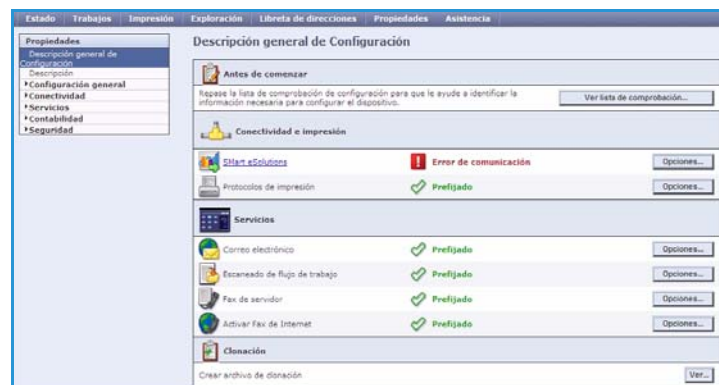 Estado Trabajos Impresión Exploración Libreta de direcciones Propiedades Asistencia
Propiedades
Descripción general de
Configuración
Descripción
Configuración general
Conectividad
Servicios
Contabilidad
Seguridad
Descripción general de Configuración
Antes de comenzar
Repase la lista de comprobación de configuración para que le ayude a identificar la
información necesaria para configurar el dispositivo.
Ver lista de comprobación...
Conectividad e impresión
SMart eSolutions Error de comunicación Opciones...
Protocolos de impresión Prefijado Opciones...
Servicios
Correo electrónico Prefijado Opciones...
Escaneado de flujo de trabajo Prefijado Opciones...
Fax de servidor Prefijado Opciones...
Activar Fax de Internet Prefijado Opciones...
Clonación
Crear archivo de clonación Ver...